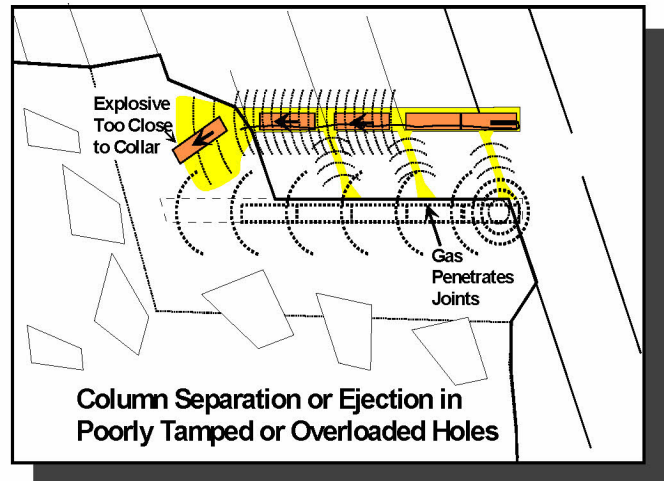 Explosive
Too Close
to Collar
Gas
Penetrates
Joints
Column Separation or Ejection in
Poorly Tamped or Overloaded Holes